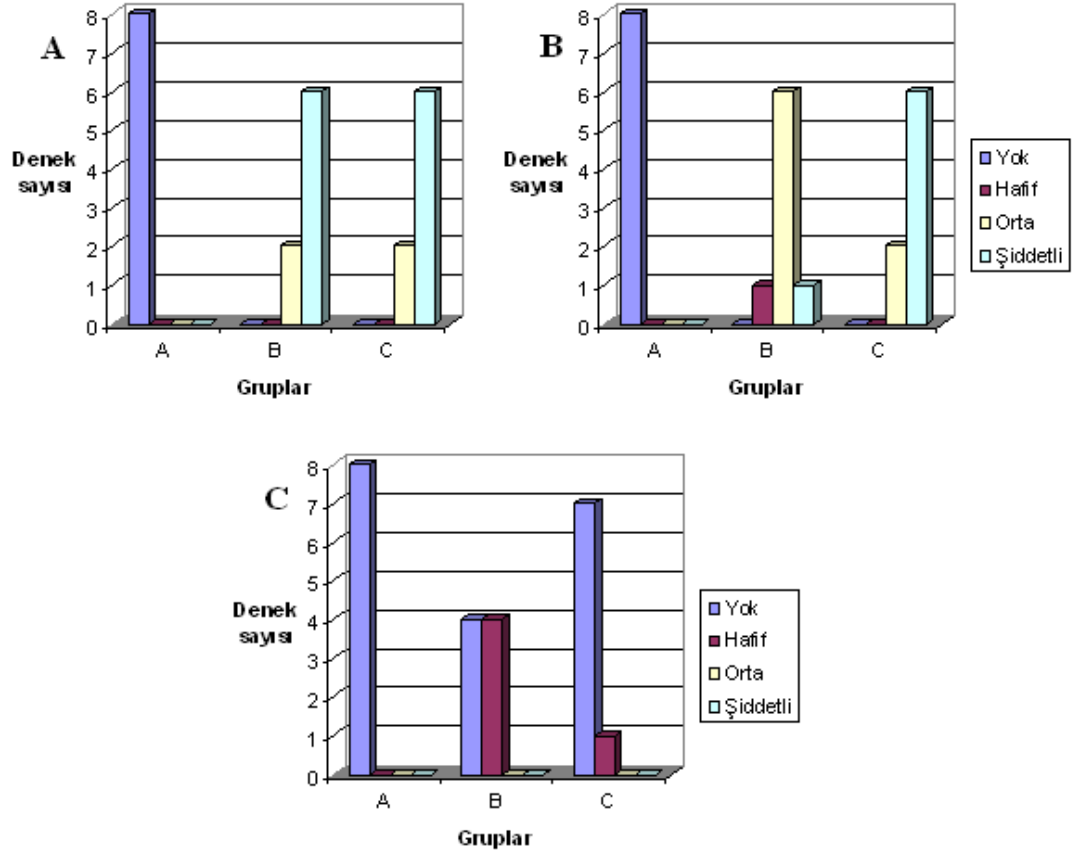 A
8
7
6
5
4
3
2
1
0
Denek
sayısı
A B C
Gruplar
B
8
7
6
5
4
3
2
1
0
Denek
sayısı
A B C
Gruplar
Yok
Hafif
Orta
Şiddetli
C
8
7
6
5
4
3
2
1
0
Denek
sayısı
A B C
Gruplar
Yok
Hafif
Orta
Şiddetli